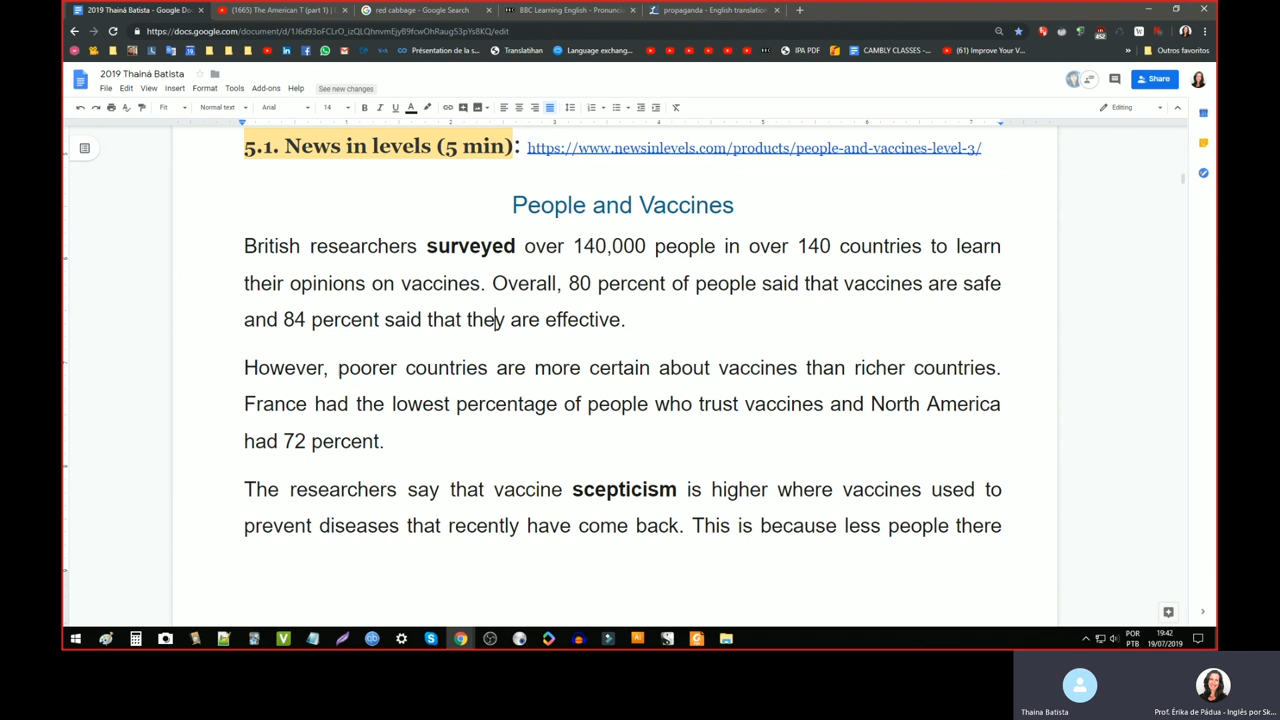 2019 Thainá Batista - Google Doc
(1665) The American T (part 1) | C
red cabbage - Google Search
BBC Learning English - Pronunci
propaganda - English translation
https://docs.google.com/document/d/
Présentation de la s...
Translatihan
Language exchang...
IPA PDF
CAMBLY CLASSES -...
(61) Improve Your V...
Outros favoritos
2019 Thainá Batista
File Edit View Insert Format Tools Add-ons Help See new changes
Share
Fit Normal text Arial 14 Editing
5.1. News in levels (5 min): https://www.newsinlevels.com/products/people-and-vaccines-level-3/
People and Vaccines
British researchers surveyed over 140,000 people in over 140 countries to learn
their opinions on vaccines. Overall, 80 percent of people said that vaccines are safe
and 84 percent said that they are effective.
However, poorer countries are more certain about vaccines than richer countries.
France had the lowest percentage of people who trust vaccines and North America
had 72 percent.
The researchers say that vaccine scepticism is higher where vaccines used to
prevent diseases that recently have come back. This is because less people there
POR
PTB
19:42
19/07/2019
Thaina Batista
Prof. Érika de Pádua - Inglês por Sk...